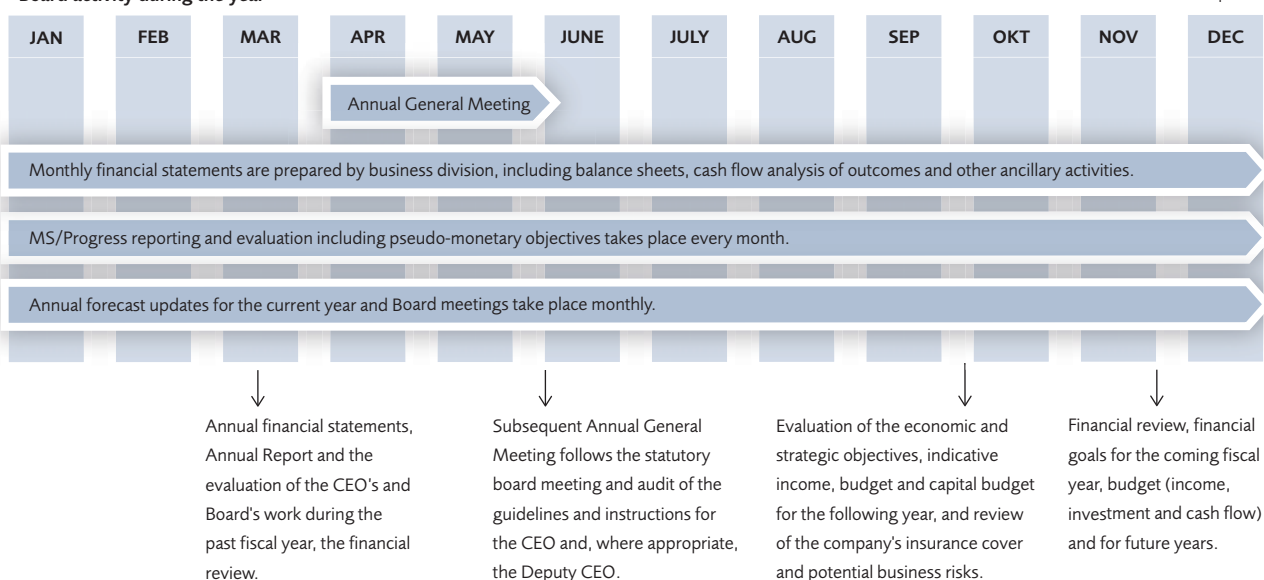 Board activity during the year
JAN FEB MAR APR MAY JUNE JULY AUG SEP OKT NOV DEC
Annual General Meeting
Monthly financial statements are prepared by business division, including balance sheets, cash flow analysis of outcomes and other ancillary activities.
MS/Progress reporting and evaluation including pseudo-monetary objectives takes place every month.
Annual forecast updates for the current year and Board meetings take place monthly.
Annual financial statements,
Annual Report and the
evaluation of the CEO's and
Board's work during the
past fiscal year, the financial
review.
Subsequent Annual General
Meeting follows the statutory
board meeting and audit of the
guidelines and instructions for
the CEO and, where appropriate,
the Deputy CEO.
Evaluation of the economic and
strategic objectives, indicative
income, budget and capital budget
for the following year, and review
of the company's insurance cover
and potential business risks.
Financial review, financial
goals for the coming fiscal
year, budget (income,
investment and cash flow)
and for future years.